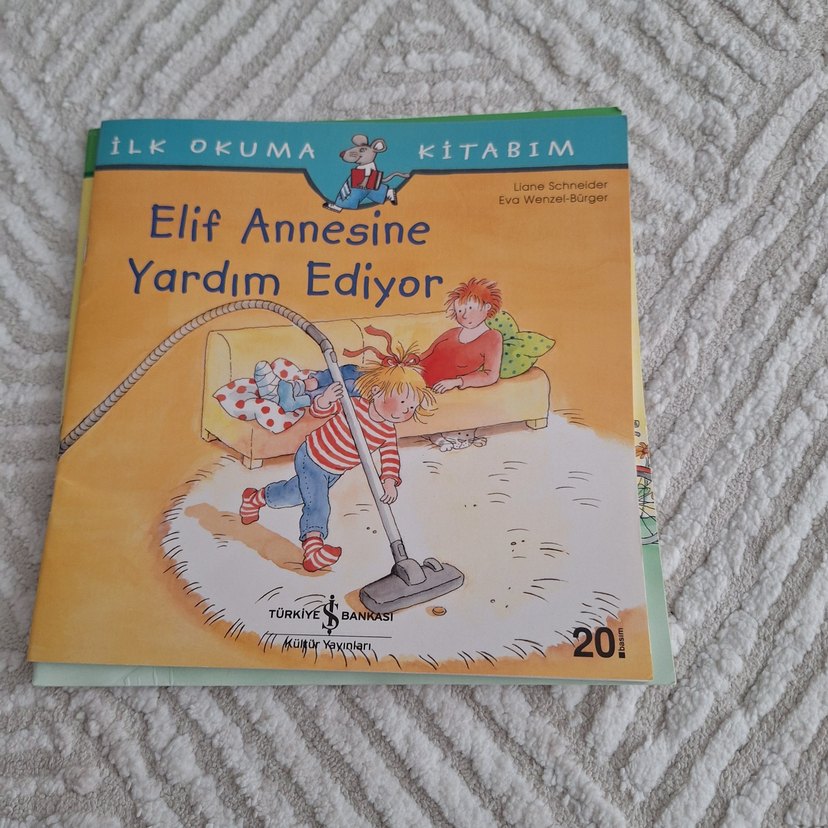 İLK OKUMA KİTABIM
Liane Schneider
Eva Wenzel-Bürger
Elif Annesine
Yardım Ediyor
TÜRKİYE İŞ BANKASI
Kültür Yayınları
20.
basım